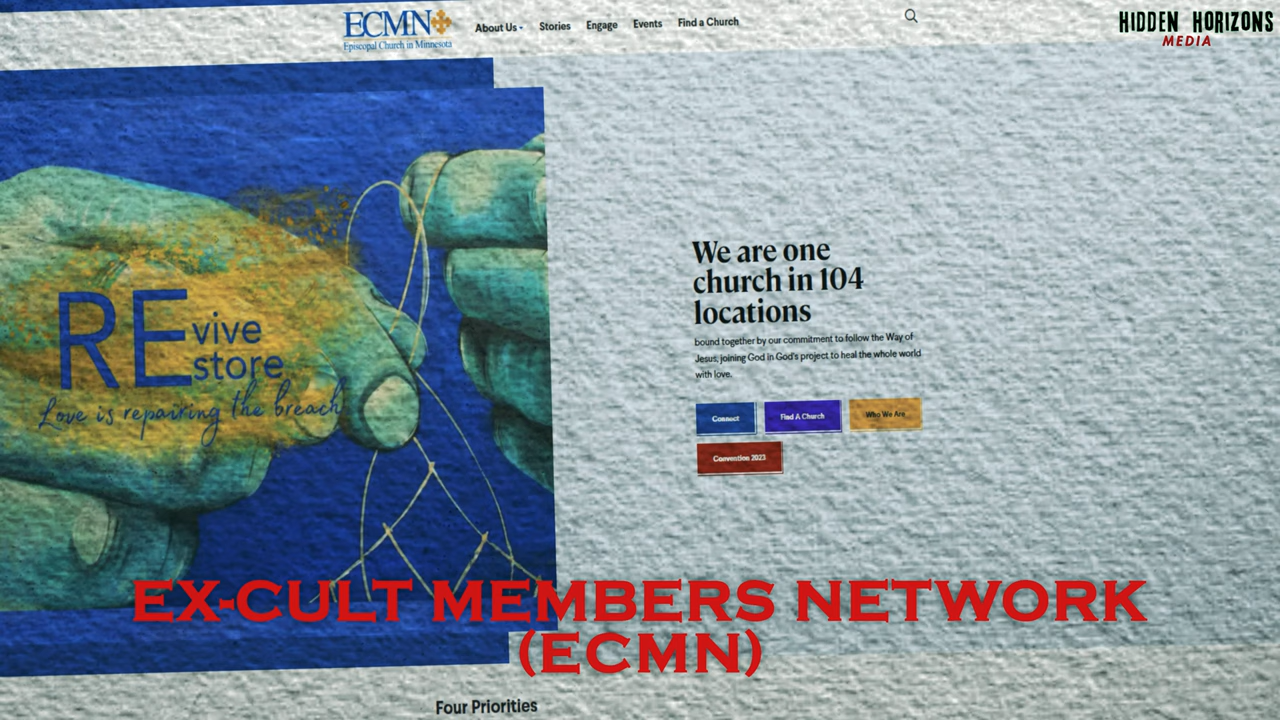 ECMN
Episcopal Church in Minnesota
About Us
Stories
Engage
Events
Find a Church
HIDDEN HORIZONS
MEDIA
REvive
store
Love is repairing the breach
We are one
church in 104
locations
bound together by our commitment to follow the Way of
Jesus, joining God in God's project to heal the whole world
with love.
Connect
Find A Church
Who We Are
Convention 2023
EX-CULT MEMBERS NETWORK
(ECMN)
Four Priorities